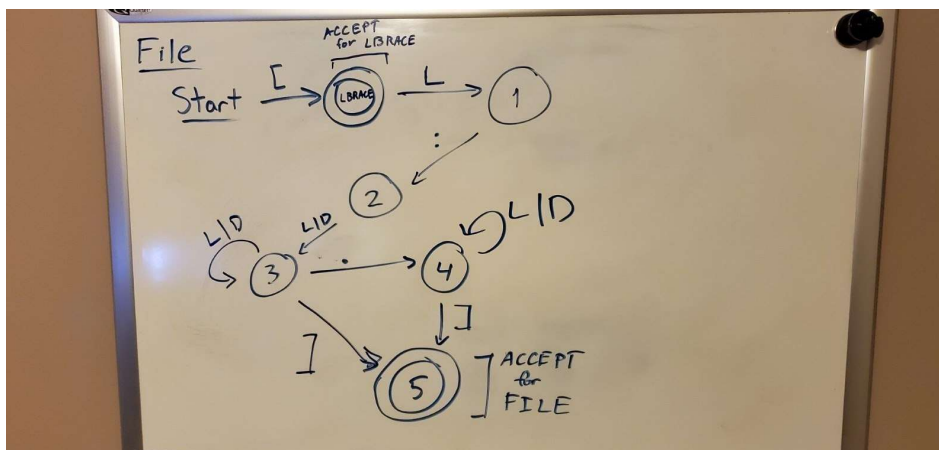 File
ACCEPT
for LBRACE
Start
[
LBRACE
L
1
:
2
L|D
L|D
3
.
4
L|D
]
]
5
ACCEPT
for
FILE